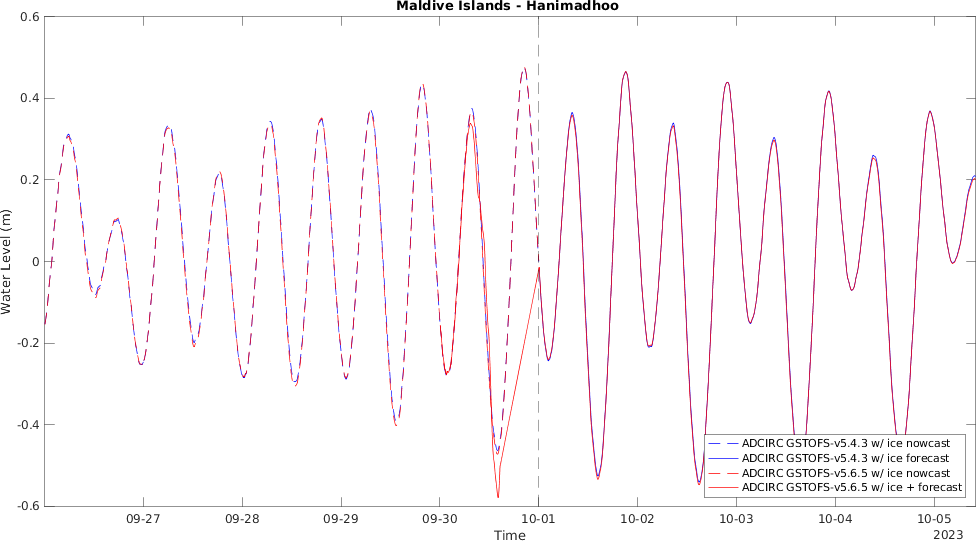 Maldive Islands - Hanimadhoo
Water Level (m)
0.6
0.4
0.2
0
-0.2
-0.4
-0.6
ADCIRC GSTOFS-v5.4.3 w/ ice nowcast
ADCIRC GSTOFS-v5.4.3 w/ ice forecast
ADCIRC GSTOFS-v5.6.5 w/ ice nowcast
ADCIRC GSTOFS-v5.6.5 w/ ice + forecast
09-27 09-28 09-29 09-30 10-01 10-02 10-03 10-04 10-05
Time
2023